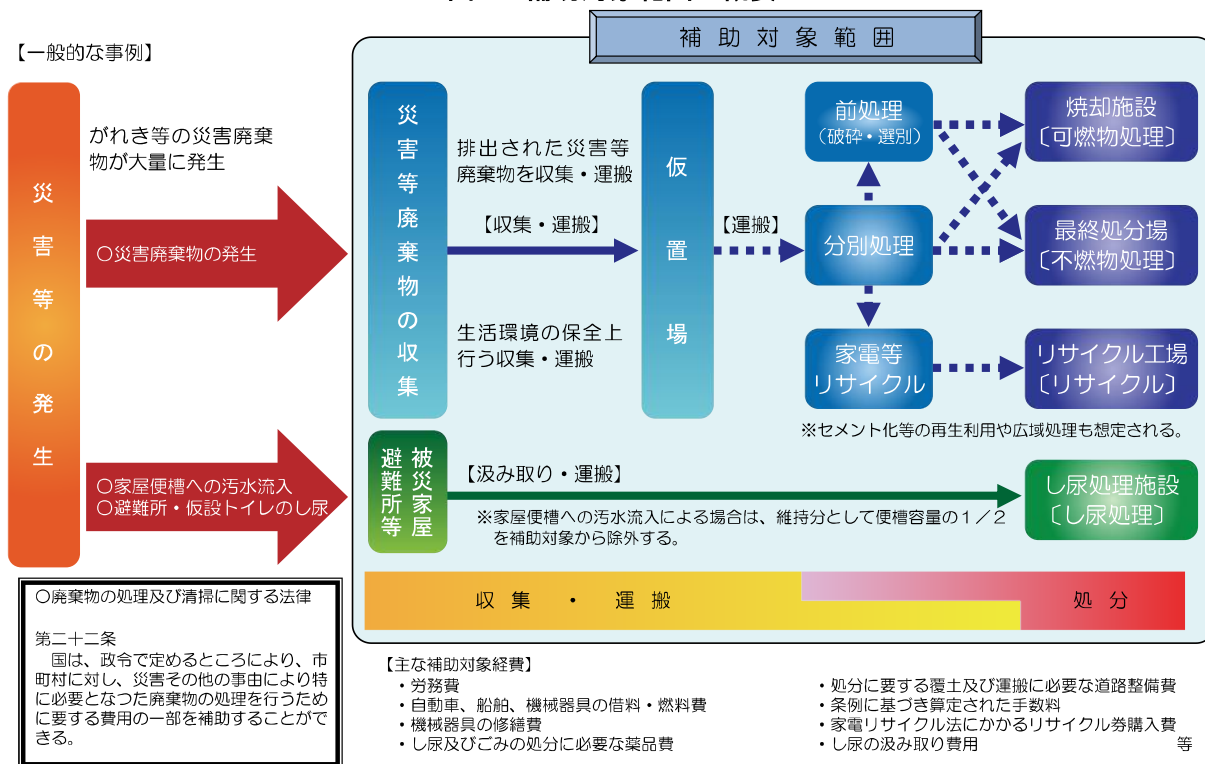 補助対象範囲
【一般的な事例】
災害等の発生
がれき等の災害廃棄
物が大量に発生
○災害廃棄物の発生
○家屋便槽への汚水流入
○避難所・仮設トイレのし尿
災害等廃棄物の収集
排出された災害等
廃棄物を収集・運搬
【収集・運搬】
生活環境の保全上
行う収集・運搬
仮置場
【運搬】
前処理
(破砕・選別)
分別処理
家電等
リサイクル
焼却施設
〔可燃物処理〕
最終処分場
〔不燃物処理〕
リサイクル工場
〔リサイクル〕
※セメント化等の再生利用や広域処理も想定される。
被災家屋
避難所等
【汲み取り・運搬】
※家屋便槽への汚水流入による場合は、維持分として便槽容量の1/2
を補助対象から除外する。
し尿処理施設
〔し尿処理〕
収集・運搬
処分
○廃棄物の処理及び清掃に関する法律
第二十二条
国は、政令で定めるところにより、市
町村に対し、災害その他の事由により特
に必要となつた廃棄物の処理を行うため
に要する費用の一部を補助することがで
きる。
【主な補助対象経費】
・労務費
・自動車、船舶、機械器具の借料・燃料費
・機械器具の修繕費
・し尿及びごみの処分に必要な薬品費
・処分に要する覆土及び運搬に必要な道路整備費
・条例に基づき算定された手数料
・家電リサイクル法にかかるリサイクル券購入費
・し尿の汲み取り費用 等